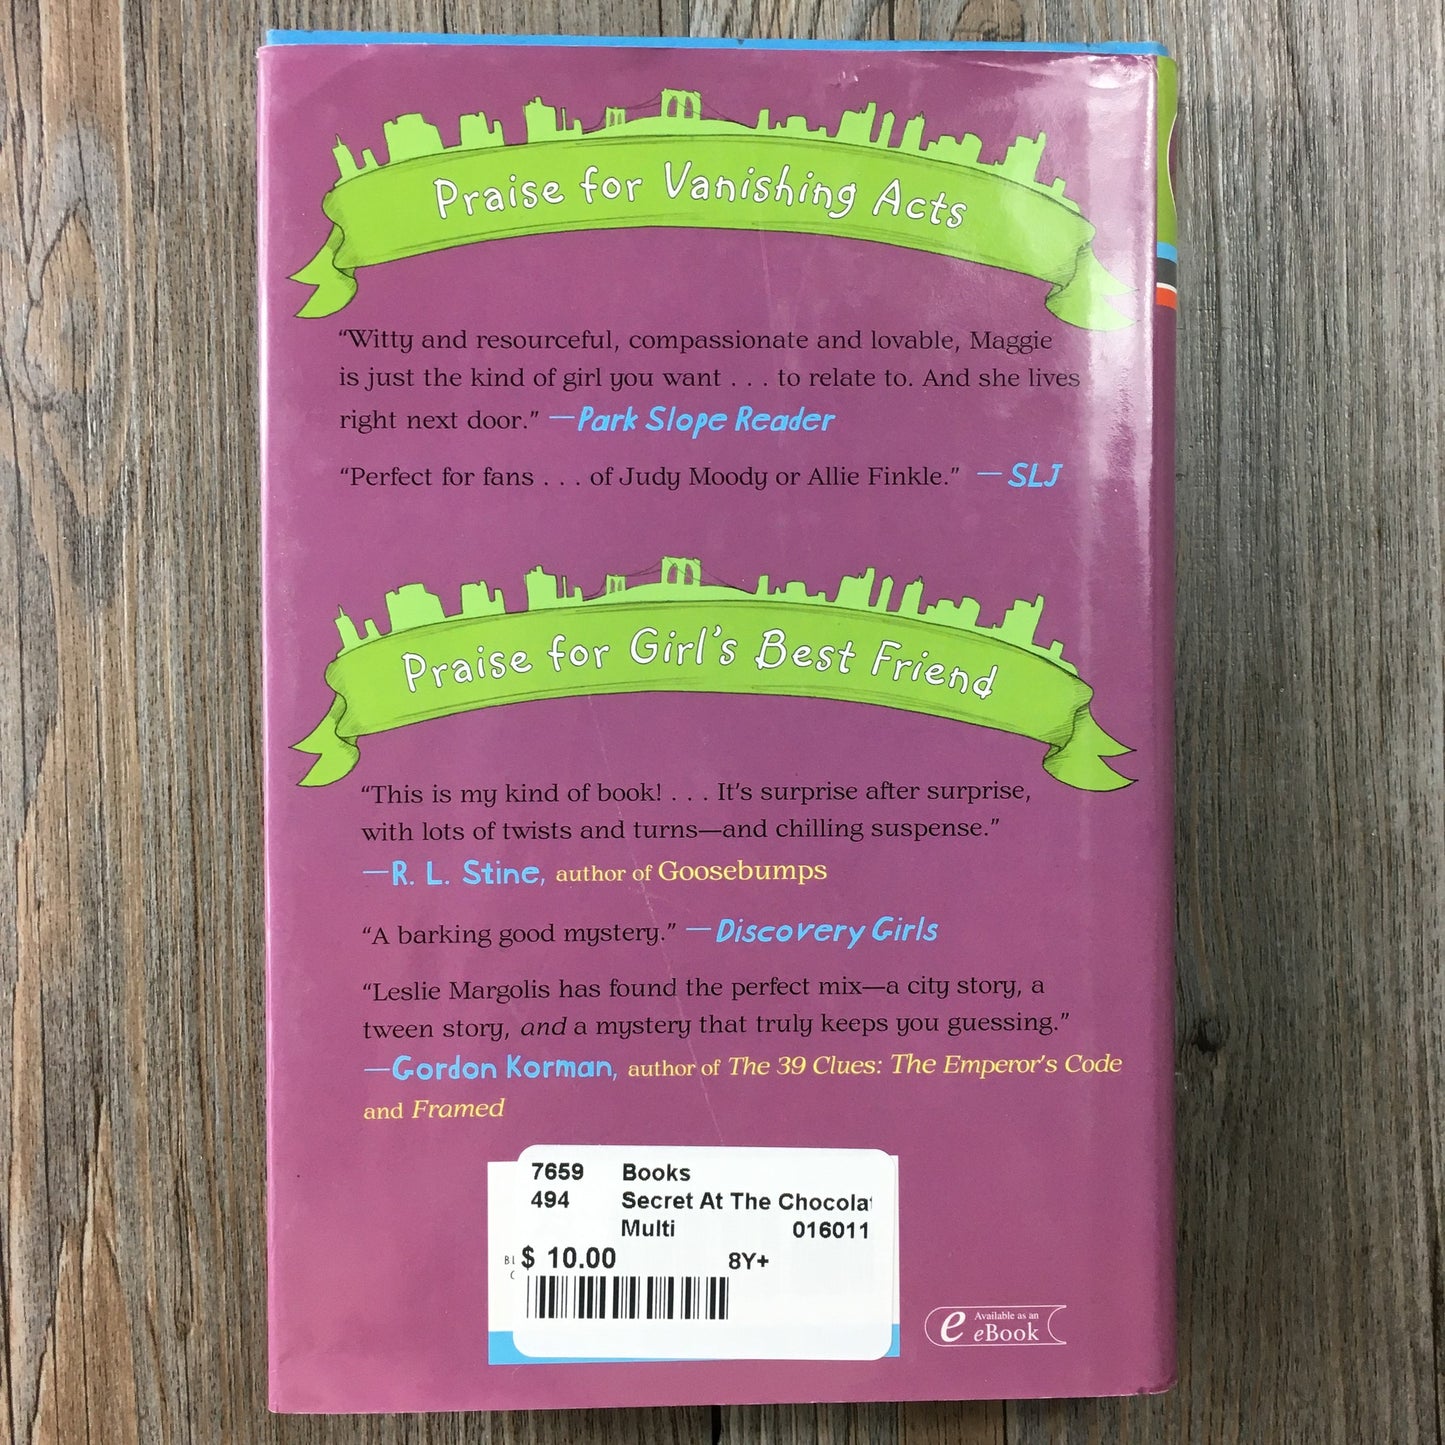 Praise for Vanishing Acts
“Witty and resourceful, compassionate and lovable, Maggie
is just the kind of girl you want . . . to relate to. And she lives
right next door.” —Park Slope Reader
“Perfect for fans . . . of Judy Moody or Allie Finkle.” —SLJ
Praise for Girl's Best Friend
“This is my kind of book! . . . It's surprise after surprise,
with lots of twists and turns—and chilling suspense.”
—R. L. Stine, author of Goosebumps
“A barking good mystery.” —Discovery Girls
“Leslie Margolis has found the perfect mix—a city story, a
tween story, and a mystery that truly keeps you guessing.”
—Gordon Korman, author of The 39 Clues: The Emperor's Code
and Framed
7659 Books
494 Secret At The Chocolat
Multi 016011
$ 10.00 8Y+
e Available as an
eBook